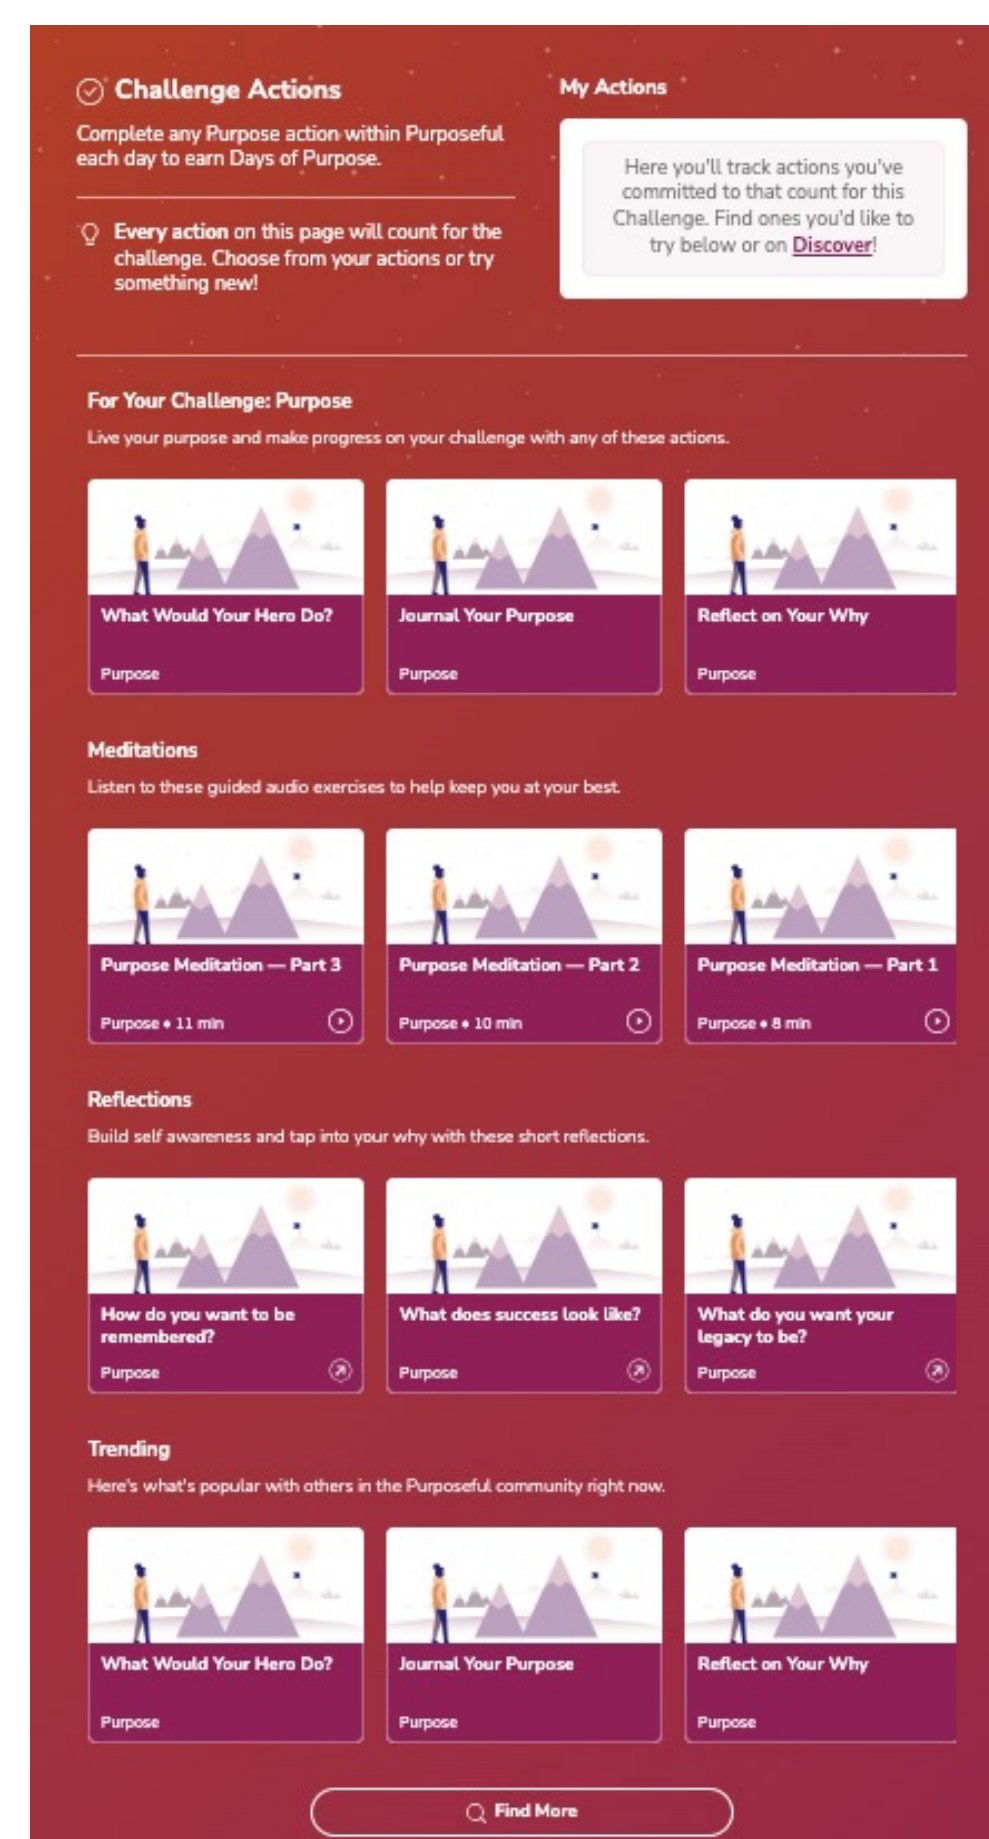 Challenge Actions
Complete any Purpose action within Purposeful
each day to earn Days of Purpose.
Every action on this page will count for the
challenge. Choose from your actions or try
something new!
My Actions
Here you'll track actions you've
committed to that count for this
Challenge. Find ones you'd like to
try below or on Discover!
For Your Challenge: Purpose
Live your purpose and make progress on your challenge with any of these actions.
What Would Your Hero Do?
Purpose
Journal Your Purpose
Purpose
Reflect on Your Why
Purpose
Meditations
Listen to these guided audio exercises to help keep you at your best.
Purpose Meditation — Part 3
Purpose • 11 min
Purpose Meditation — Part 2
Purpose • 10 min
Purpose Meditation — Part 1
Purpose • 8 min
Reflections
Build self awareness and tap into your why with these short reflections.
How do you want to be
remembered?
Purpose
What does success look like?
Purpose
What do you want your
legacy to be?
Purpose
Trending
Here's what's popular with others in the Purposeful community right now.
What Would Your Hero Do?
Purpose
Journal Your Purpose
Purpose
Reflect on Your Why
Purpose
Find More